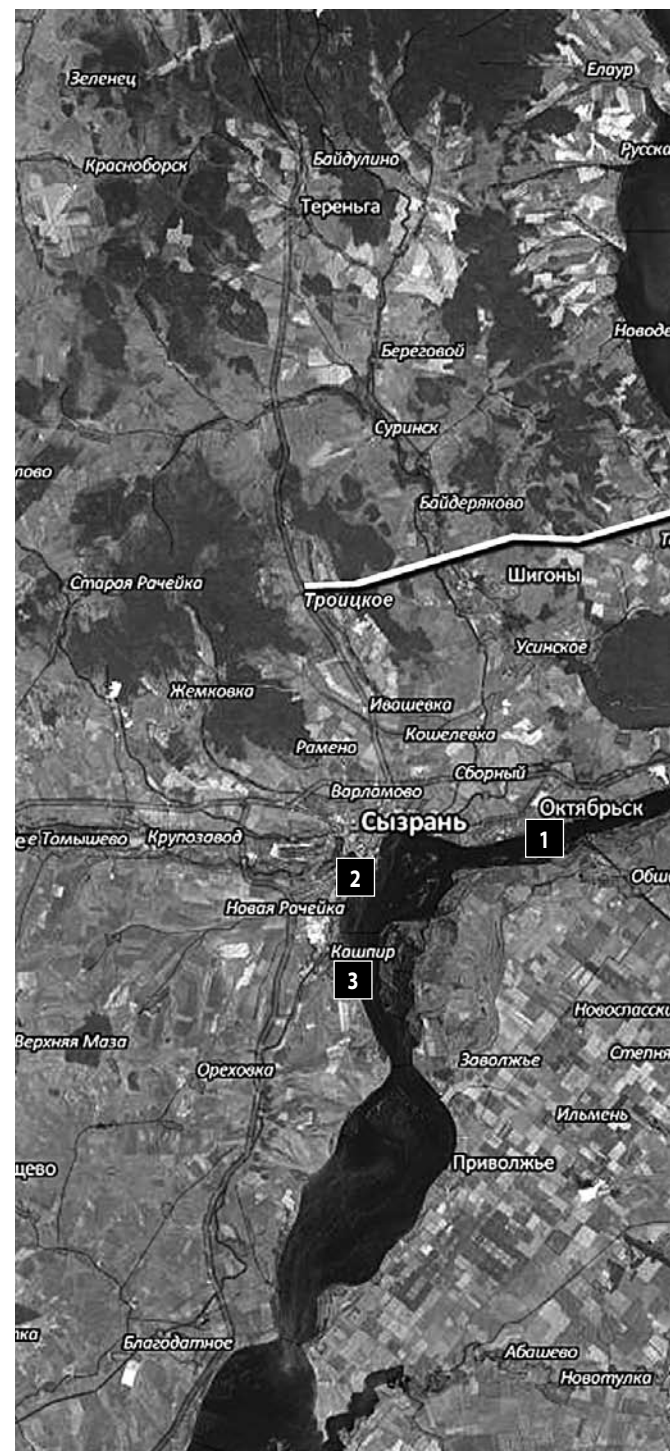 Зеленец
Елаур
Красноборск
Байдулино
Русска
Тереньга
Новоде
Береговой
Суринск
лово
Байдеряково
Старая Рачейка
Троицкое
Шигоны
Усинское
Жемковка
Ивашевка
Рамено
Кошелевка
Сборный
Варламово
Сызрань
Октябрьск
1
е Томышево
Крупозавод
2
Обш
Новая Рачейка
Кашпир
3
Новоспасск
Верхняя Маза
Степня
Ореховка
Заволжье
Ильмень
щево
Приволжье
Благодатное
Абашево
Новотулка